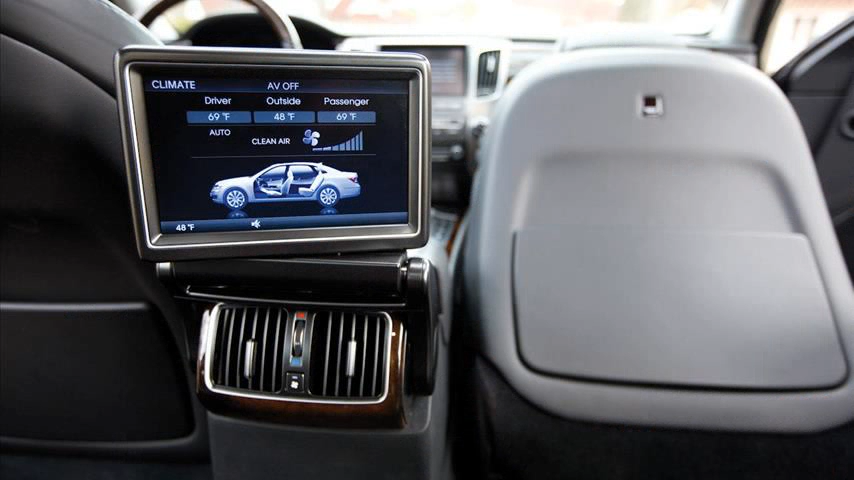 CLIMATE AV OFF
Driver Outside Passenger
69 °F 48 °F 69 °F
AUTO
CLEAN AIR
48 °F